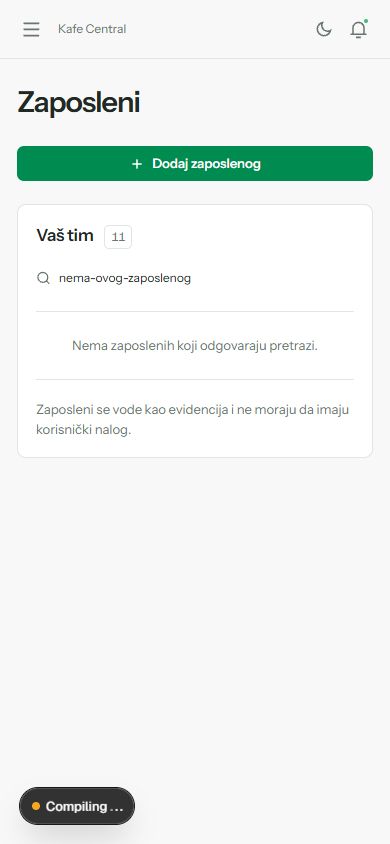 Kafe Central
Zaposleni
+ Dodaj zaposlenog
Vaš tim 11
nema-ovog-zaposlenog
Nema zaposlenih koji odgovaraju pretrazi.
Zaposleni se vode kao evidencija i ne moraju da imaju
korisnički nalog.
Compiling ...